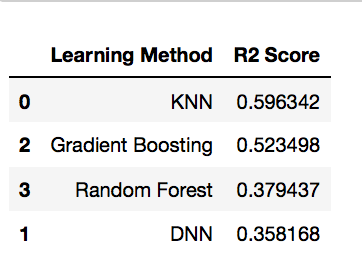 Learning Method R2 Score
0 KNN 0.596342
2 Gradient Boosting 0.523498
3 Random Forest 0.379437
1 DNN 0.358168